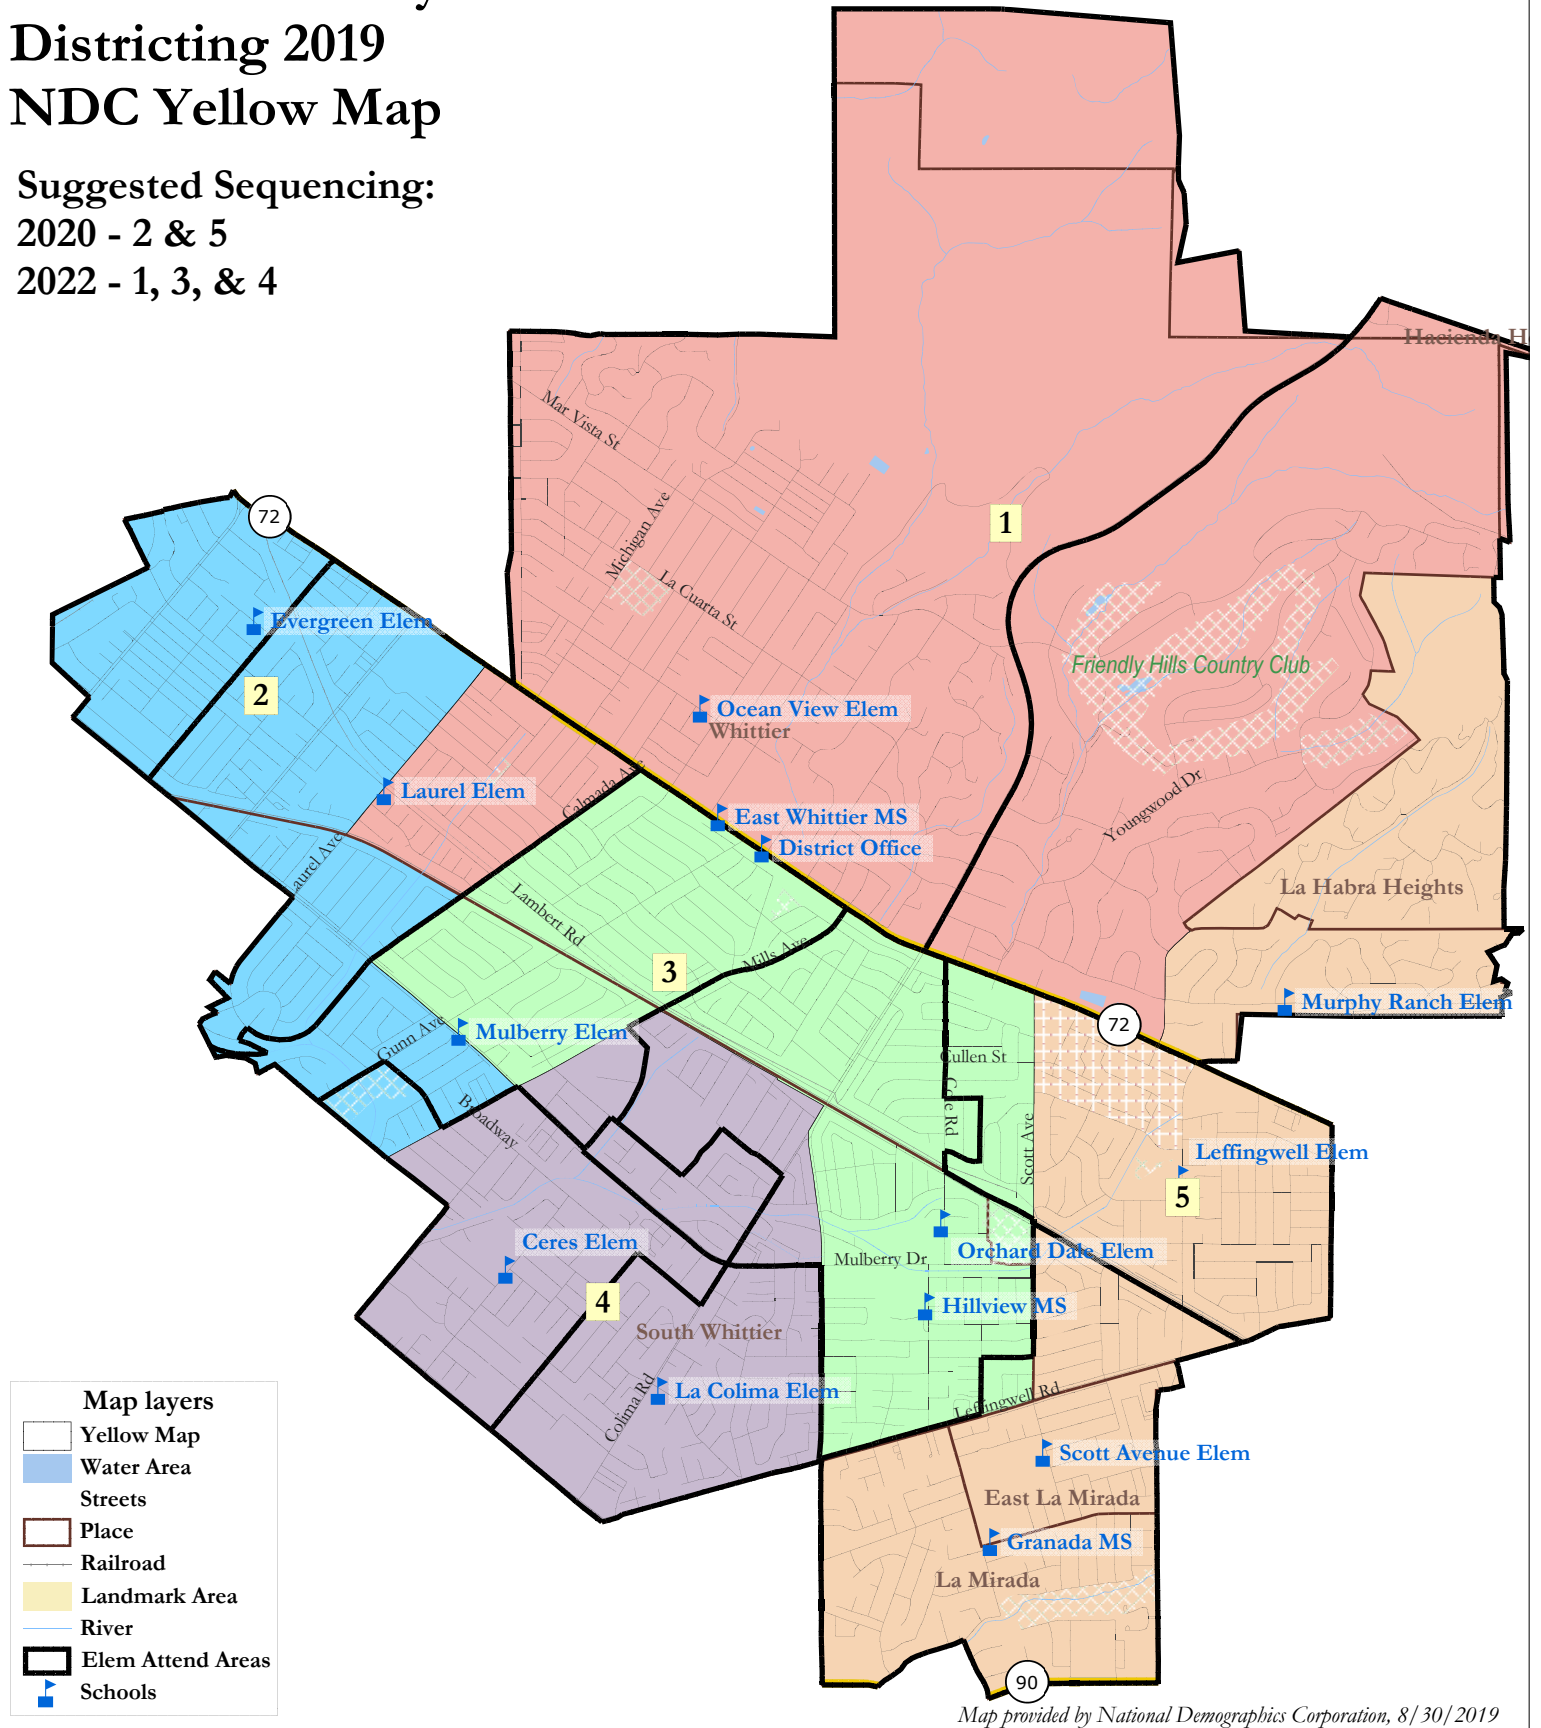 Districting 2019
NDC Yellow Map
Suggested Sequencing:
2020 - 2 & 5
2022 - 1, 3, & 4
Hacienda H
Mar Vista St
Michigan Ave
La Cuarta St
1
72
Evergreen Elem
2
Friendly Hills Country Club
Ocean View Elem
Whittier
Laurel Elem
Calmada Ave
East Whittier MS
District Office
Youngwood Dr
aurel Ave
La Habra Heights
Lambert Rd
Mills Ave
3
Murphy Ranch Elem
72
Gunn Ave
Mulberry Elem
Cullen St
Broadway
Scott Ave
Leffingwell Elem
5
Ceres Elem
Orchard Dale Elem
Mulberry Dr
4
Hillview MS
South Whittier
La Colima Elem
Colima Rd
Leffingwell Rd
Scott Avenue Elem
East La Mirada
Granada MS
La Mirada
90
Map layers
Yellow Map
Water Area
Streets
Place
Railroad
Landmark Area
River
Elem Attend Areas
Schools
Map provided by National Demographics Corporation, 8/30/2019